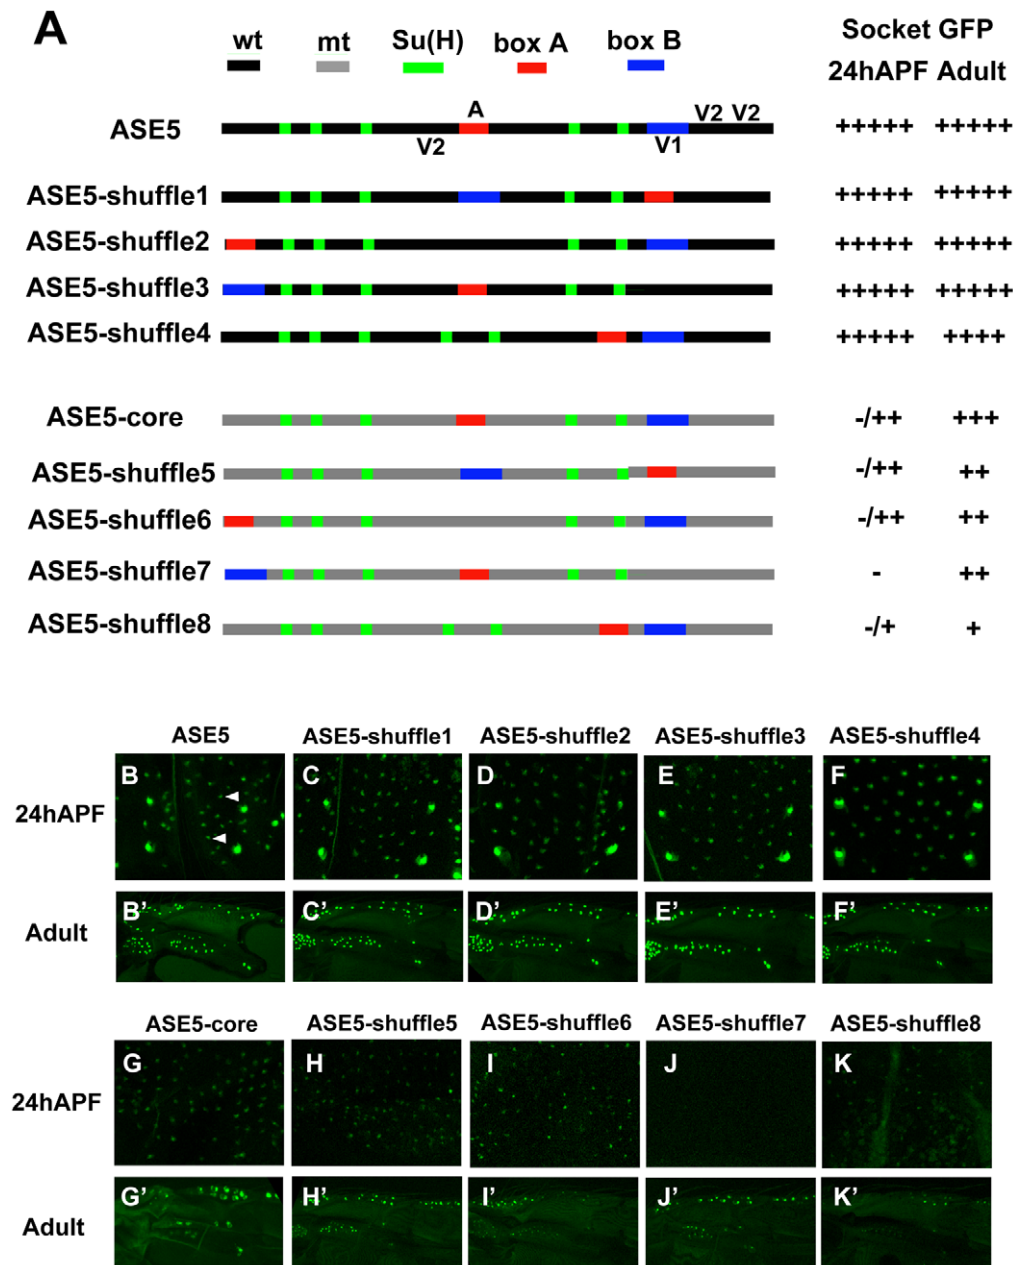 A
wt mt Su(H) box A box B
Socket GFP
24hAPF Adult
ASE5 A V2 V1 V2 V2 +++++ +++++
ASE5-shuffle1 +++++ +++++
ASE5-shuffle2 +++++ +++++
ASE5-shuffle3 +++++ +++++
ASE5-shuffle4 +++++ ++++
ASE5-core -/++ +++
ASE5-shuffle5 -/++ ++
ASE5-shuffle6 -/++ ++
ASE5-shuffle7 - ++
ASE5-shuffle8 -/+ +
ASE5 ASE5-shuffle1 ASE5-shuffle2 ASE5-shuffle3 ASE5-shuffle4
24hAPF B C D E F
Adult B' C' D' E' F'
ASE5-core ASE5-shuffle5 ASE5-shuffle6 ASE5-shuffle7 ASE5-shuffle8
24hAPF G H I J K
Adult G' H' I' J' K'